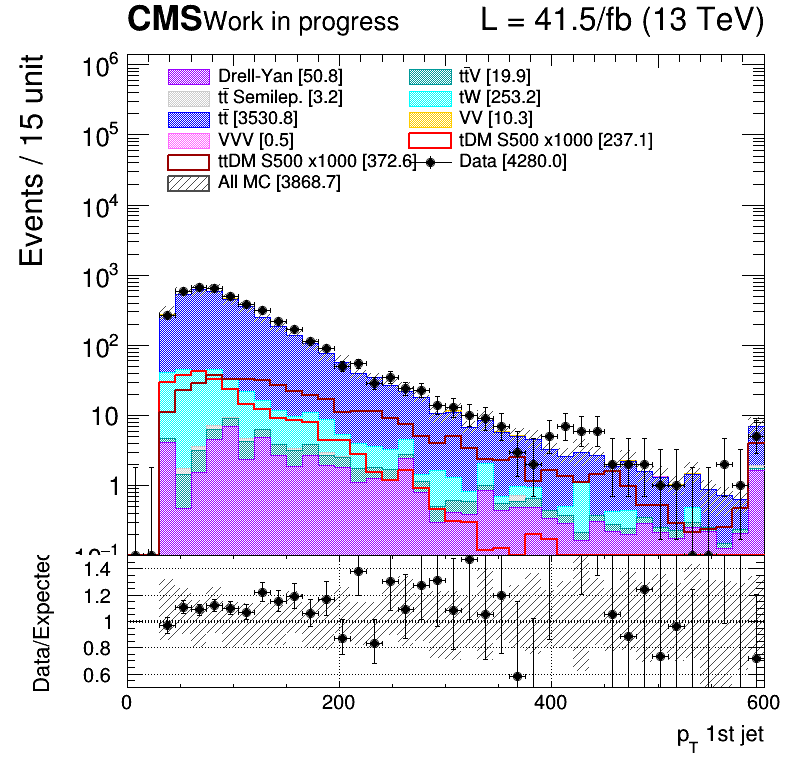 CMS Work in progress L = 41.5/fb (13 TeV)
Events / 15 unit
10⁶
10⁵
10⁴
10³
10²
10
1
10⁻¹
Drell-Yan [50.8]
tt̄V [19.9]
tt̄ Semilep. [3.2]
tW [253.2]
tt̄ [3530.8]
VV [10.3]
VVV [0.5]
tDM S500 x1000 [237.1]
ttDM S500 x1000 [372.6]
Data [4280.0]
All MC [3868.7]
Data/Expected
1.4
1.2
1
0.8
0.6
0 200 400 600
p_T 1st jet